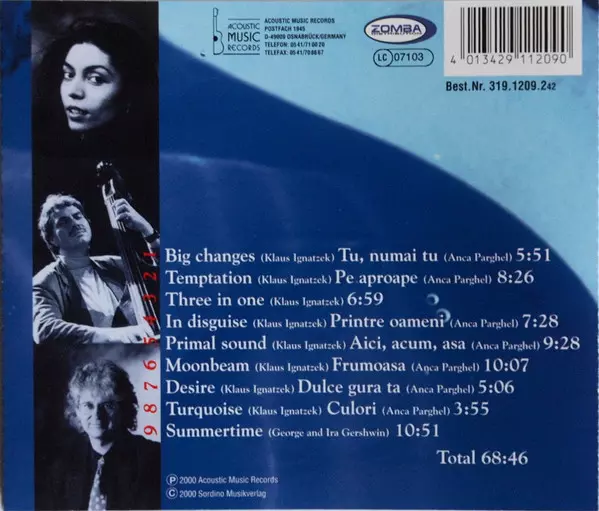 ACOUSTIC
MUSIC
RECORDS
ACOUSTIC MUSIC RECORDS
POSTFACH 1945
D-49009 OSNABRÜCK/GERMANY
TELEFON: 0541/710020
TELEFAX: 0541/708667
ZOMBA
LC 07103
4 013429 112090
Best.Nr. 319.1209.242
1 2 3 4 5 6 7 8 9
Big changes (Klaus Ignatzek) Tu, numai tu (Anca Parghel) 5:51
Temptation (Klaus Ignatzek) Pe aproape (Anca Parghel) 8:26
Three in one (Klaus Ignatzek) 6:59
In disguise (Klaus Ignatzek) Printre oameni (Anca Parghel) 7:28
Primal sound (Klaus Ignatzek) Aici, acum, asa (Anca Parghel) 9:28
Moonbeam (Klaus Ignatzek) Frumoasa (Anca Parghel) 10:07
Desire (Klaus Ignatzek) Dulce gura ta (Anca Parghel) 5:06
Turquoise (Klaus Ignatzek) Culori (Anca Parghel) 3:55
Summertime (George and Ira Gershwin) 10:51
Total 68:46
Ⓟ 2000 Acoustic Music Records
© 2000 Sordino Musikverlag